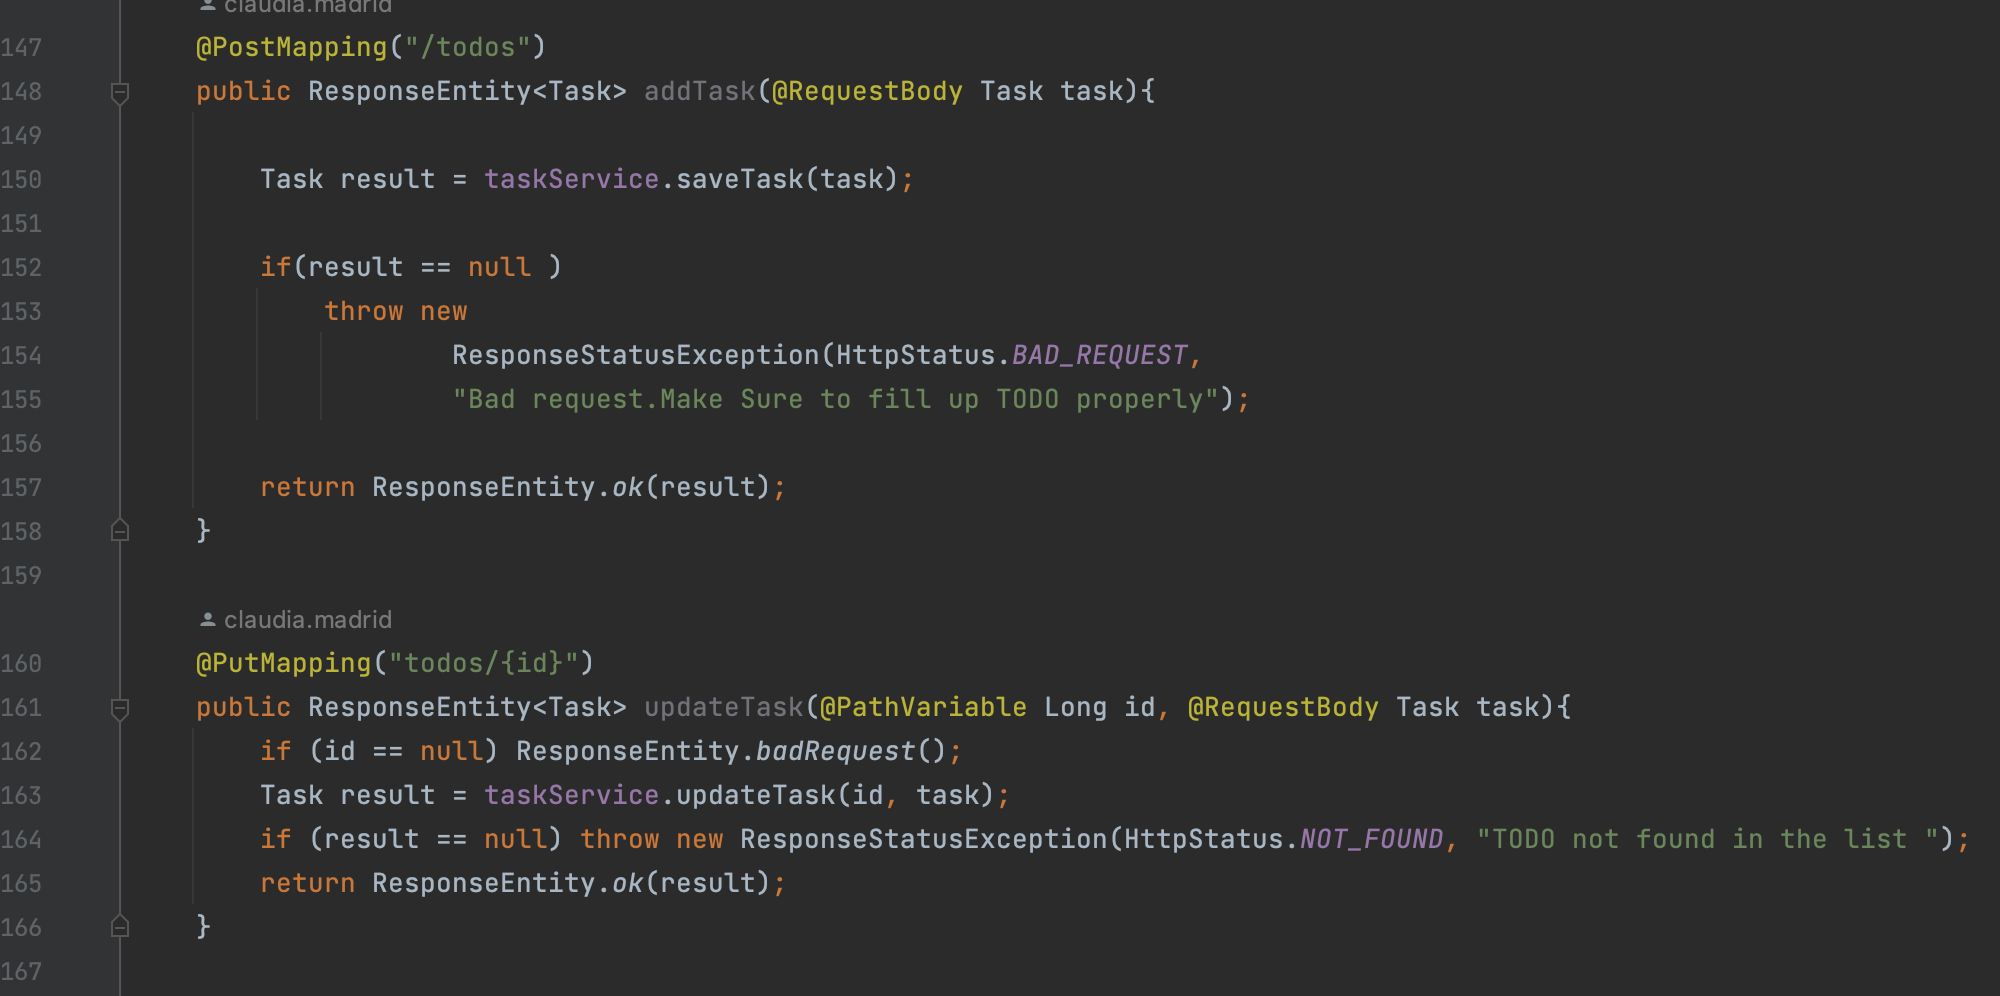 claudia.madrid
147 @PostMapping("/todos")
148 public ResponseEntity<Task> addTask(@RequestBody Task task){
149
150 Task result = taskService.saveTask(task);
151
152 if(result == null )
153 throw new
154 ResponseStatusException(HttpStatus.BAD_REQUEST,
155 "Bad request.Make Sure to fill up TODO properly");
156
157 return ResponseEntity.ok(result);
158 }
159
claudia.madrid
160 @PutMapping("todos/{id}")
161 public ResponseEntity<Task> updateTask(@PathVariable Long id, @RequestBody Task task){
162 if (id == null) ResponseEntity.badRequest();
163 Task result = taskService.updateTask(id, task);
164 if (result == null) throw new ResponseStatusException(HttpStatus.NOT_FOUND, "TODO not found in the list ");
165 return ResponseEntity.ok(result);
166 }
167